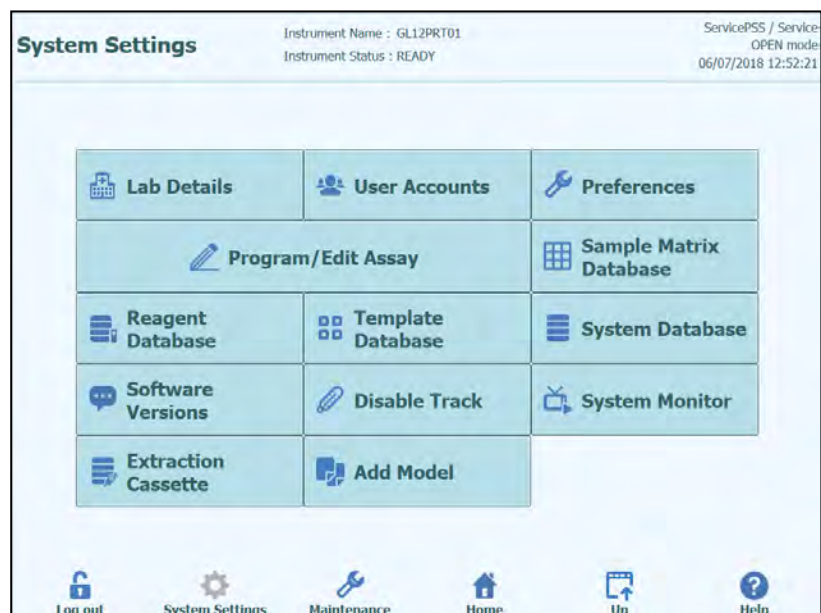 System Settings
Instrument Name : GL12PRT01
Instrument Status : READY
ServicePSS / Service
OPEN mode
06/07/2018 12:52:21
Lab Details
User Accounts
Preferences
Program/Edit Assay
Sample Matrix
Database
Reagent
Database
Template
Database
System Database
Software
Versions
Disable Track
System Monitor
Extraction
Cassette
Add Model
Log out
System Settings
Maintenance
Home
Up
Help